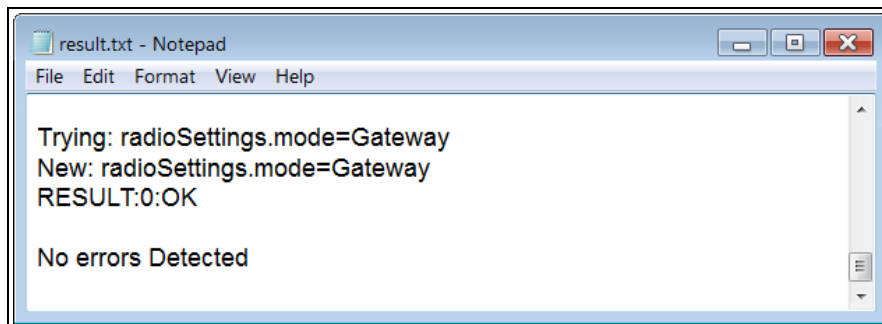 result.txt - Notepad
File Edit Format View Help
Trying: radioSettings.mode=Gateway
New: radioSettings.mode=Gateway
RESULT:0:OK
No errors Detected